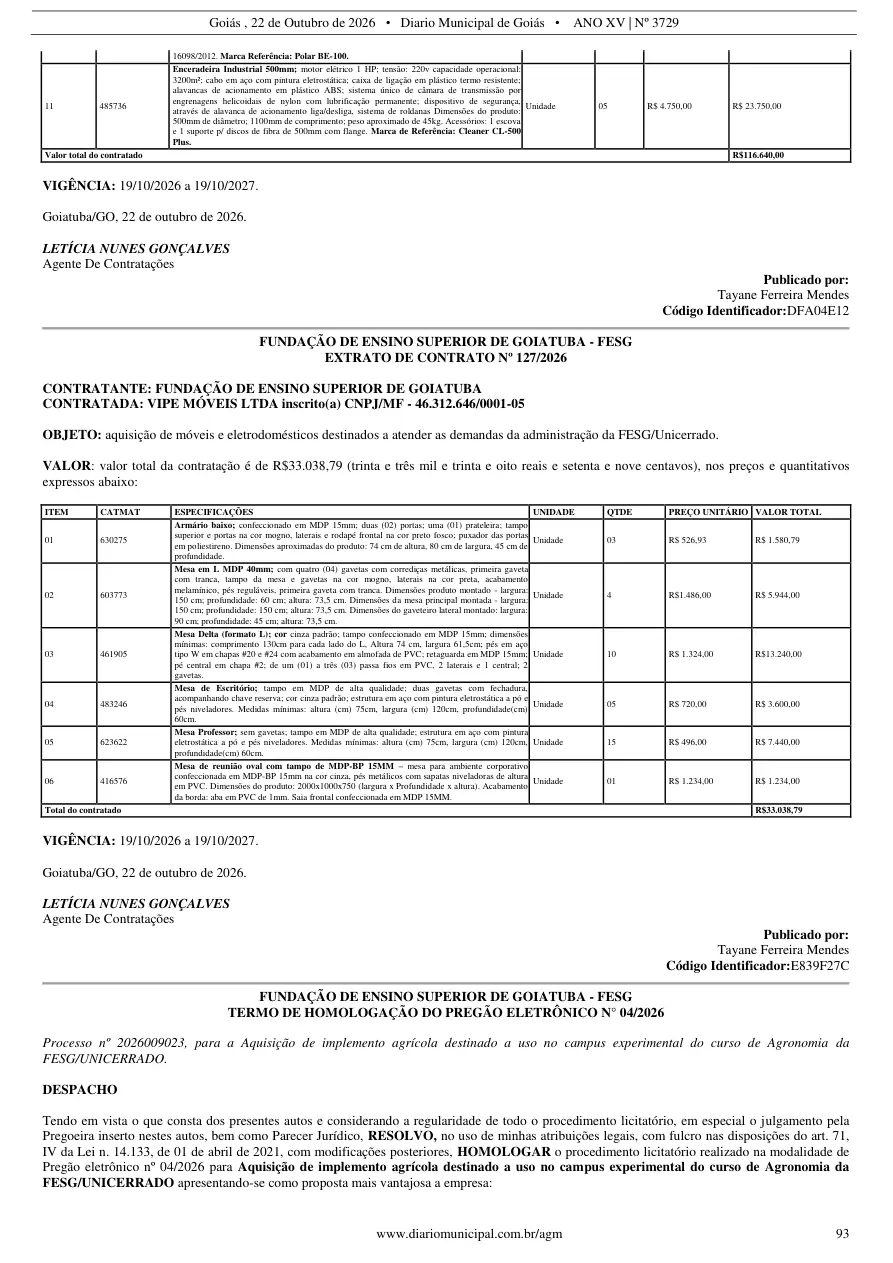 Goiás , 22 de Outubro de 2026 • Diario Municipal de Goiás • ANO XV | Nº 3729
16098/2012. Marca Referência: Polar BE-100.
11 485736 Enceradeira Industrial 500mm; motor elétrico 1 HP; tensão: 220v capacidade operacional:
3200m²; cabo em aço com pintura eletrostática; caixa de ligação em plástico termo resistente;
alavancas de acionamento em plástico ABS; sistema único de câmara de transmissão por
engrenagens helicoidais de nylon com lubrificação permanente; dispositivo de segurança,
através de alavanca de acionamento liga/desliga, sistema de roldanas Dimensões do produto:
500mm de diâmetro; 1100mm de comprimento; peso aproximado de 45kg. Acessórios: 1 escova
e 1 suporte p/ discos de fibra de 500mm com flange. Marca de Referência: Cleaner CL-500
Plus. Unidade 05 R$ 4.750,00 R$ 23.750,00
Valor total do contratado R$116.640,00
VIGÊNCIA: 19/10/2026 a 19/10/2027.
Goiatuba/GO, 22 de outubro de 2026.
LETÍCIA NUNES GONÇALVES
Agente De Contratações
Publicado por:
Tayane Ferreira Mendes
Código Identificador:DFA04E12
FUNDAÇÃO DE ENSINO SUPERIOR DE GOIATUBA - FESG
EXTRATO DE CONTRATO Nº 127/2026
CONTRATANTE: FUNDAÇÃO DE ENSINO SUPERIOR DE GOIATUBA
CONTRATADA: VIPE MÓVEIS LTDA inscrito(a) CNPJ/MF - 46.312.646/0001-05
OBJETO: aquisição de móveis e eletrodomésticos destinados a atender as demandas da administração da FESG/Unicerrado.
VALOR: valor total da contratação é de R$33.038,79 (trinta e três mil e trinta e oito reais e setenta e nove centavos), nos preços e quantitativos
expressos abaixo:
ITEM CATMAT ESPECIFICAÇÕES UNIDADE QTDE PREÇO UNITÁRIO VALOR TOTAL
01 630275 Armário baixo; confeccionado em MDP 15mm; duas (02) portas; uma (01) prateleira; tampo
superior e portas na cor mogno, laterais e rodapé frontal na cor preto fosco; puxador das portas
em poliestireno. Dimensões aproximadas do produto: 74 cm de altura, 80 cm de largura, 45 cm de
profundidade. Unidade 03 R$ 526,93 R$ 1.580,79
02 603773 Mesa em L MDP 40mm; com quatro (04) gavetas com corrediças metálicas, primeira gaveta
com tranca, tampo da mesa e gavetas na cor mogno, laterais na cor preta, acabamento
melamínico, pés reguláveis, primeira gaveta com tranca. Dimensões produto montado - largura:
150 cm; profundidade: 60 cm; altura: 73,5 cm. Dimensões da mesa principal montada - largura:
150 cm; profundidade: 150 cm; altura: 73,5 cm. Dimensões do gaveteiro lateral montado: largura:
90 cm; profundidade: 45 cm; altura: 73,5 cm. Unidade 4 R$1.486,00 R$ 5.944,00
03 461905 Mesa Delta (formato L); cor cinza padrão; tampo confeccionado em MDP 15mm; dimensões
mínimas: comprimento 130cm para cada lado do L, Altura 74 cm, largura 61,5cm; pés em aço
tipo W em chapas #20 e #24 com acabamento em almofada de PVC; retaguarda em MDP 15mm;
pé central em chapa #2; de um (01) a três (03) passa fios em PVC, 2 laterais e 1 central; 2
gavetas. Unidade 10 R$ 1.324,00 R$13.240,00
04 483246 Mesa de Escritório; tampo em MDP de alta qualidade; duas gavetas com fechadura,
acompanhando chave reserva; cor cinza padrão; estrutura em aço com pintura eletrostática a pó e
pés niveladores. Medidas mínimas: altura (cm) 75cm, largura (cm) 120cm, profundidade(cm)
60cm. Unidade 05 R$ 720,00 R$ 3.600,00
05 623622 Mesa Professor; sem gavetas; tampo em MDP de alta qualidade; estrutura em aço com pintura
eletrostática a pó e pés niveladores. Medidas mínimas: altura (cm) 75cm, largura (cm) 120cm,
profundidade(cm) 60cm. Unidade 15 R$ 496,00 R$ 7.440,00
06 416576 Mesa de reunião oval com tampo de MDP-BP 15MM – mesa para ambiente corporativo
confeccionada em MDP-BP 15mm na cor cinza, pés metálicos com sapatas niveladoras de altura
em PVC. Dimensões do produto: 2000x1000x750 (largura x Profundidade x altura). Acabamento
da borda: aba em PVC de 1mm. Saia frontal confeccionada em MDP 15MM. Unidade 01 R$ 1.234,00 R$ 1.234,00
Total do contratado R$33.038,79
VIGÊNCIA: 19/10/2026 a 19/10/2027.
Goiatuba/GO, 22 de outubro de 2026.
LETÍCIA NUNES GONÇALVES
Agente De Contratações
Publicado por:
Tayane Ferreira Mendes
Código Identificador:E839F27C
FUNDAÇÃO DE ENSINO SUPERIOR DE GOIATUBA - FESG
TERMO DE HOMOLOGAÇÃO DO PREGÃO ELETRÔNICO N° 04/2026
Processo nº 2026009023, para a Aquisição de implemento agrícola destinado a uso no campus experimental do curso de Agronomia da
FESG/UNICERRADO.
DESPACHO
Tendo em vista o que consta dos presentes autos e considerando a regularidade de todo o procedimento licitatório, em especial o julgamento pela
Pregoeira inserto nestes autos, bem como Parecer Jurídico, RESOLVO, no uso de minhas atribuições legais, com fulcro nas disposições do art. 71,
IV da Lei n. 14.133, de 01 de abril de 2021, com modificações posteriores, HOMOLOGAR o procedimento licitatório realizado na modalidade de
Pregão eletrônico nº 04/2026 para Aquisição de implemento agrícola destinado a uso no campus experimental do curso de Agronomia da
FESG/UNICERRADO apresentando-se como proposta mais vantajosa a empresa:
www.diariomunicipal.com.br/agm 93